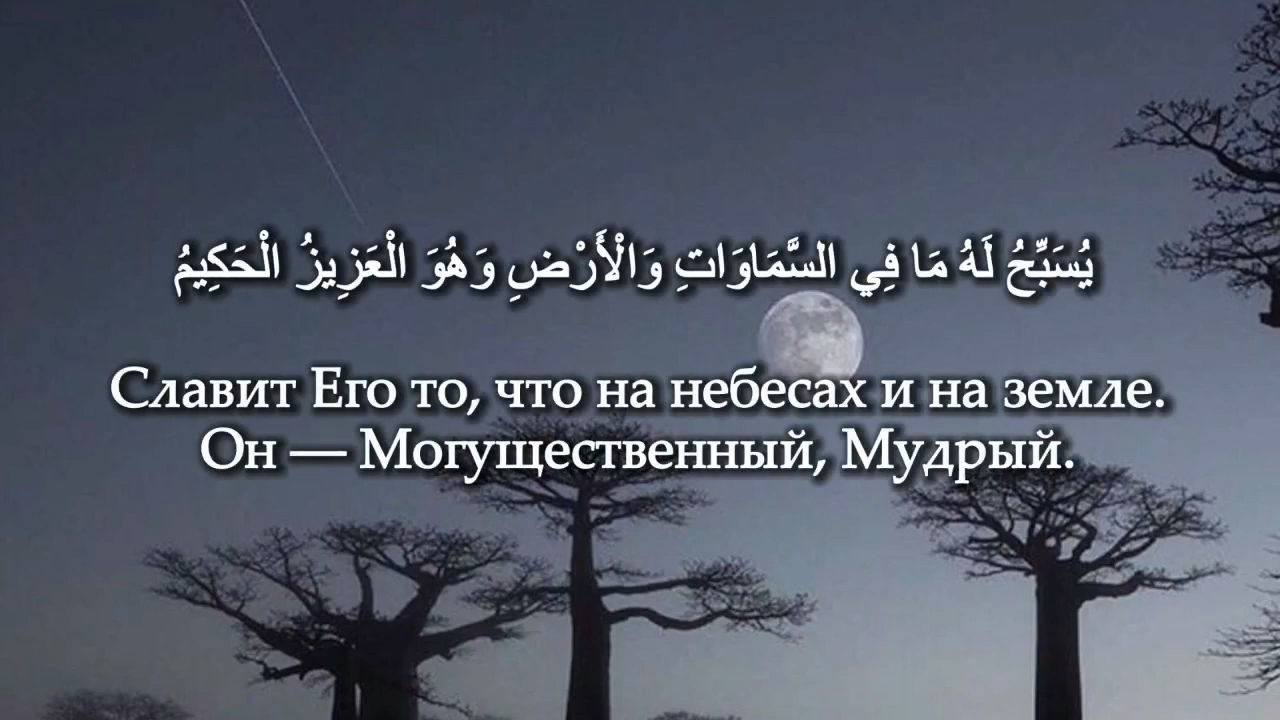 يُسَبِّحُ لَهُ مَا فِي السَّمَاوَاتِ وَالْأَرْضِ وَهُوَ الْعَزِيزُ الْحَكِيمُ
Славит Его то, что на небесах и на земле.
Он — Могущественный, Мудрый.